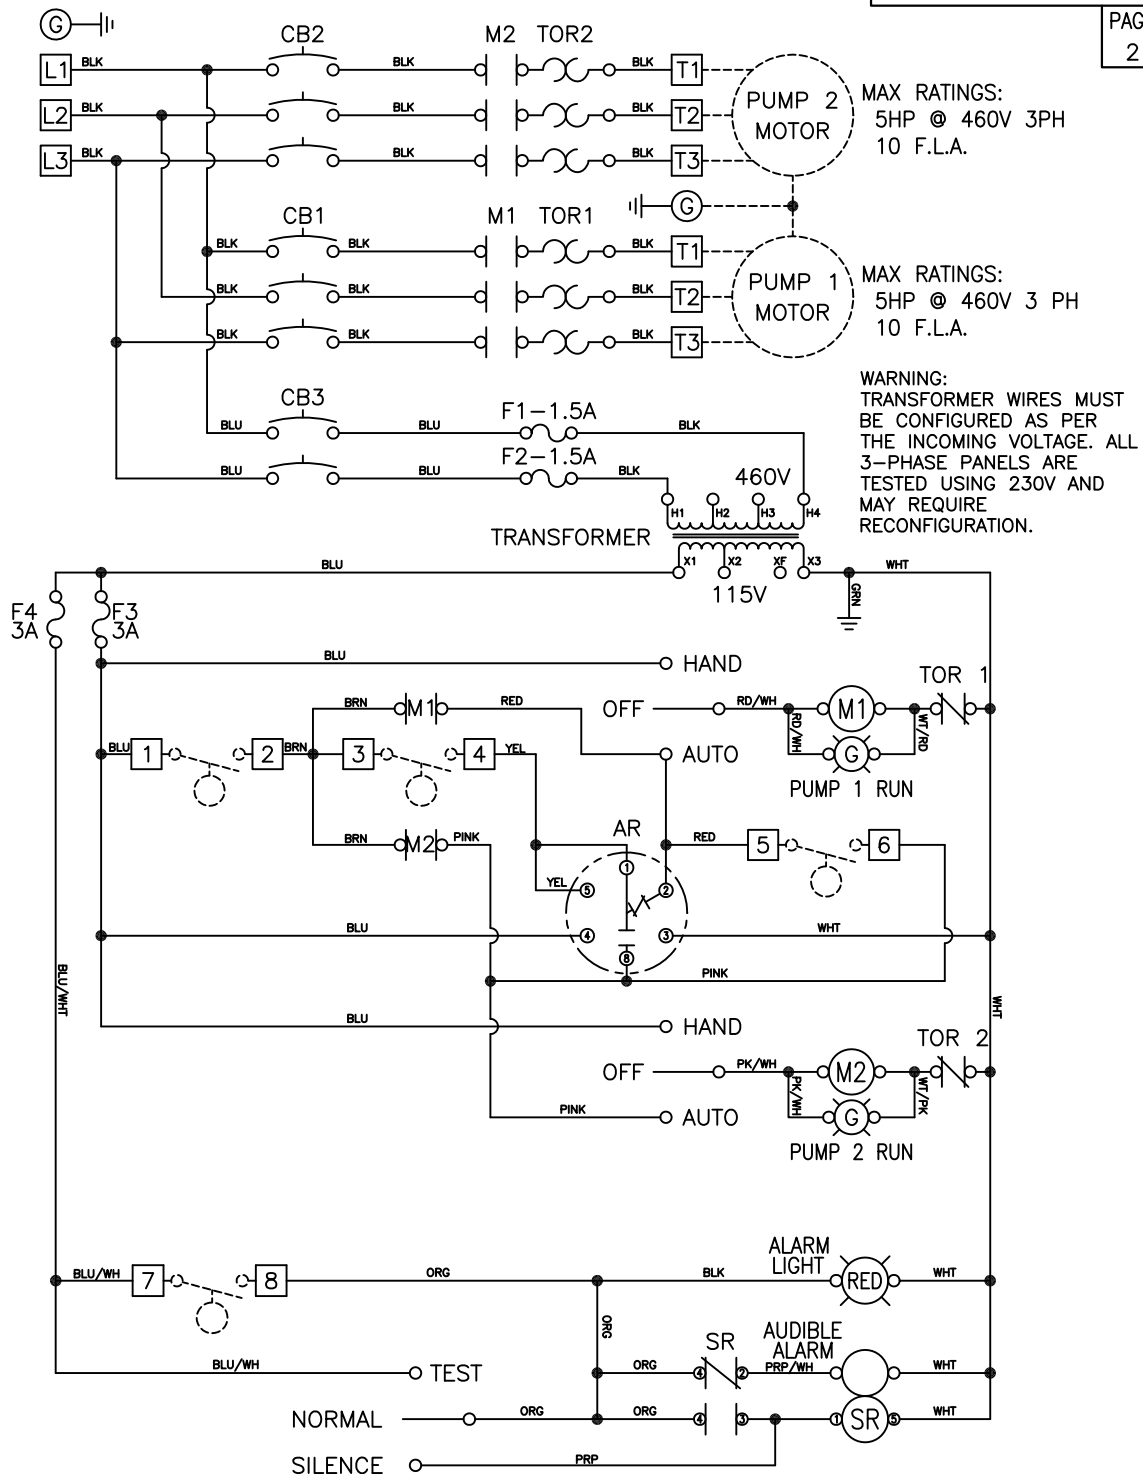 PAG
2
G
CB2
M2 TOR2
L1 BLK BLK BLK T1
L2 BLK BLK BLK T2
L3 BLK BLK BLK T3
PUMP 2
MOTOR
MAX RATINGS:
5HP @ 460V 3PH
10 F.L.A.
G
CB1
M1 TOR1
BLK BLK BLK T1
BLK BLK BLK T2
BLK BLK BLK T3
PUMP 1
MOTOR
MAX RATINGS:
5HP @ 460V 3 PH
10 F.L.A.
WARNING:
TRANSFORMER WIRES MUST
BE CONFIGURED AS PER
THE INCOMING VOLTAGE. ALL
3-PHASE PANELS ARE
TESTED USING 230V AND
MAY REQUIRE
RECONFIGURATION.
CB3
F1-1.5A
BLU BLU BLK
F2-1.5A
BLU BLU BLK
460V
H1 H2 H3 H4
TRANSFORMER
X1 X2 XF X3
BLU WHT
115V
GRN
F4
3A
F3
3A
BLU HAND
TOR 1
BRN M1 RED
OFF RD/WH M1
RD/WH WT/RD
BLU 1 2 BRN 3 4 YEL
AUTO G
PUMP 1 RUN
AR
BRN M2 PINK
RED 5 6
1
YEL 5 2
BLU 4 3 WHT
8
PINK
BLU/WHT
WHT
BLU HAND
TOR 2
OFF PK/WH M2
PK/WH WT/PK
PINK AUTO G
PUMP 2 RUN
ALARM
LIGHT
BLU/WH 7 8 ORG BLK RED WHT
ORG
SR
AUDIBLE
ALARM
BLU/WH TEST ORG 4 2 PRP/WH WHT
NORMAL ORG ORG 4 3 1 SR 5 WHT
SILENCE PRP